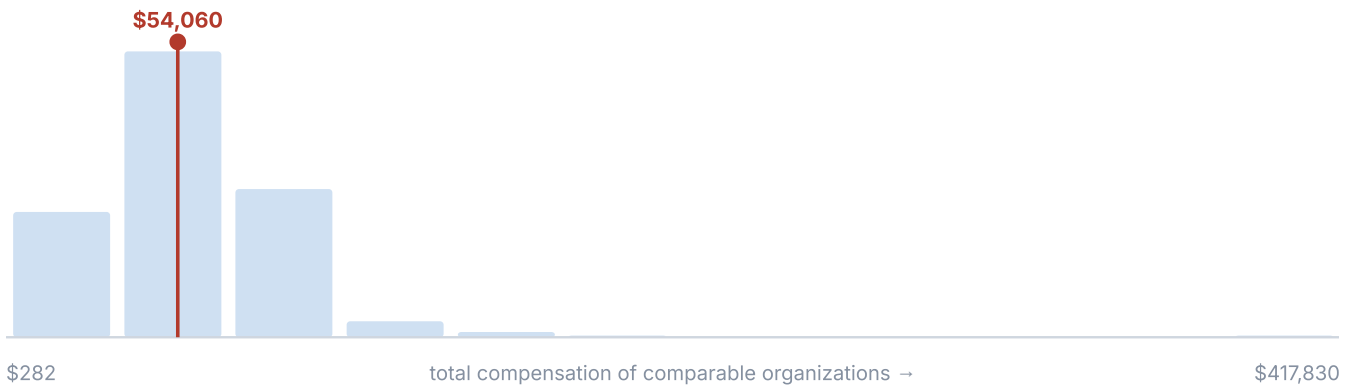 $54,060
$282
total compensation of comparable organizations →
$417,830